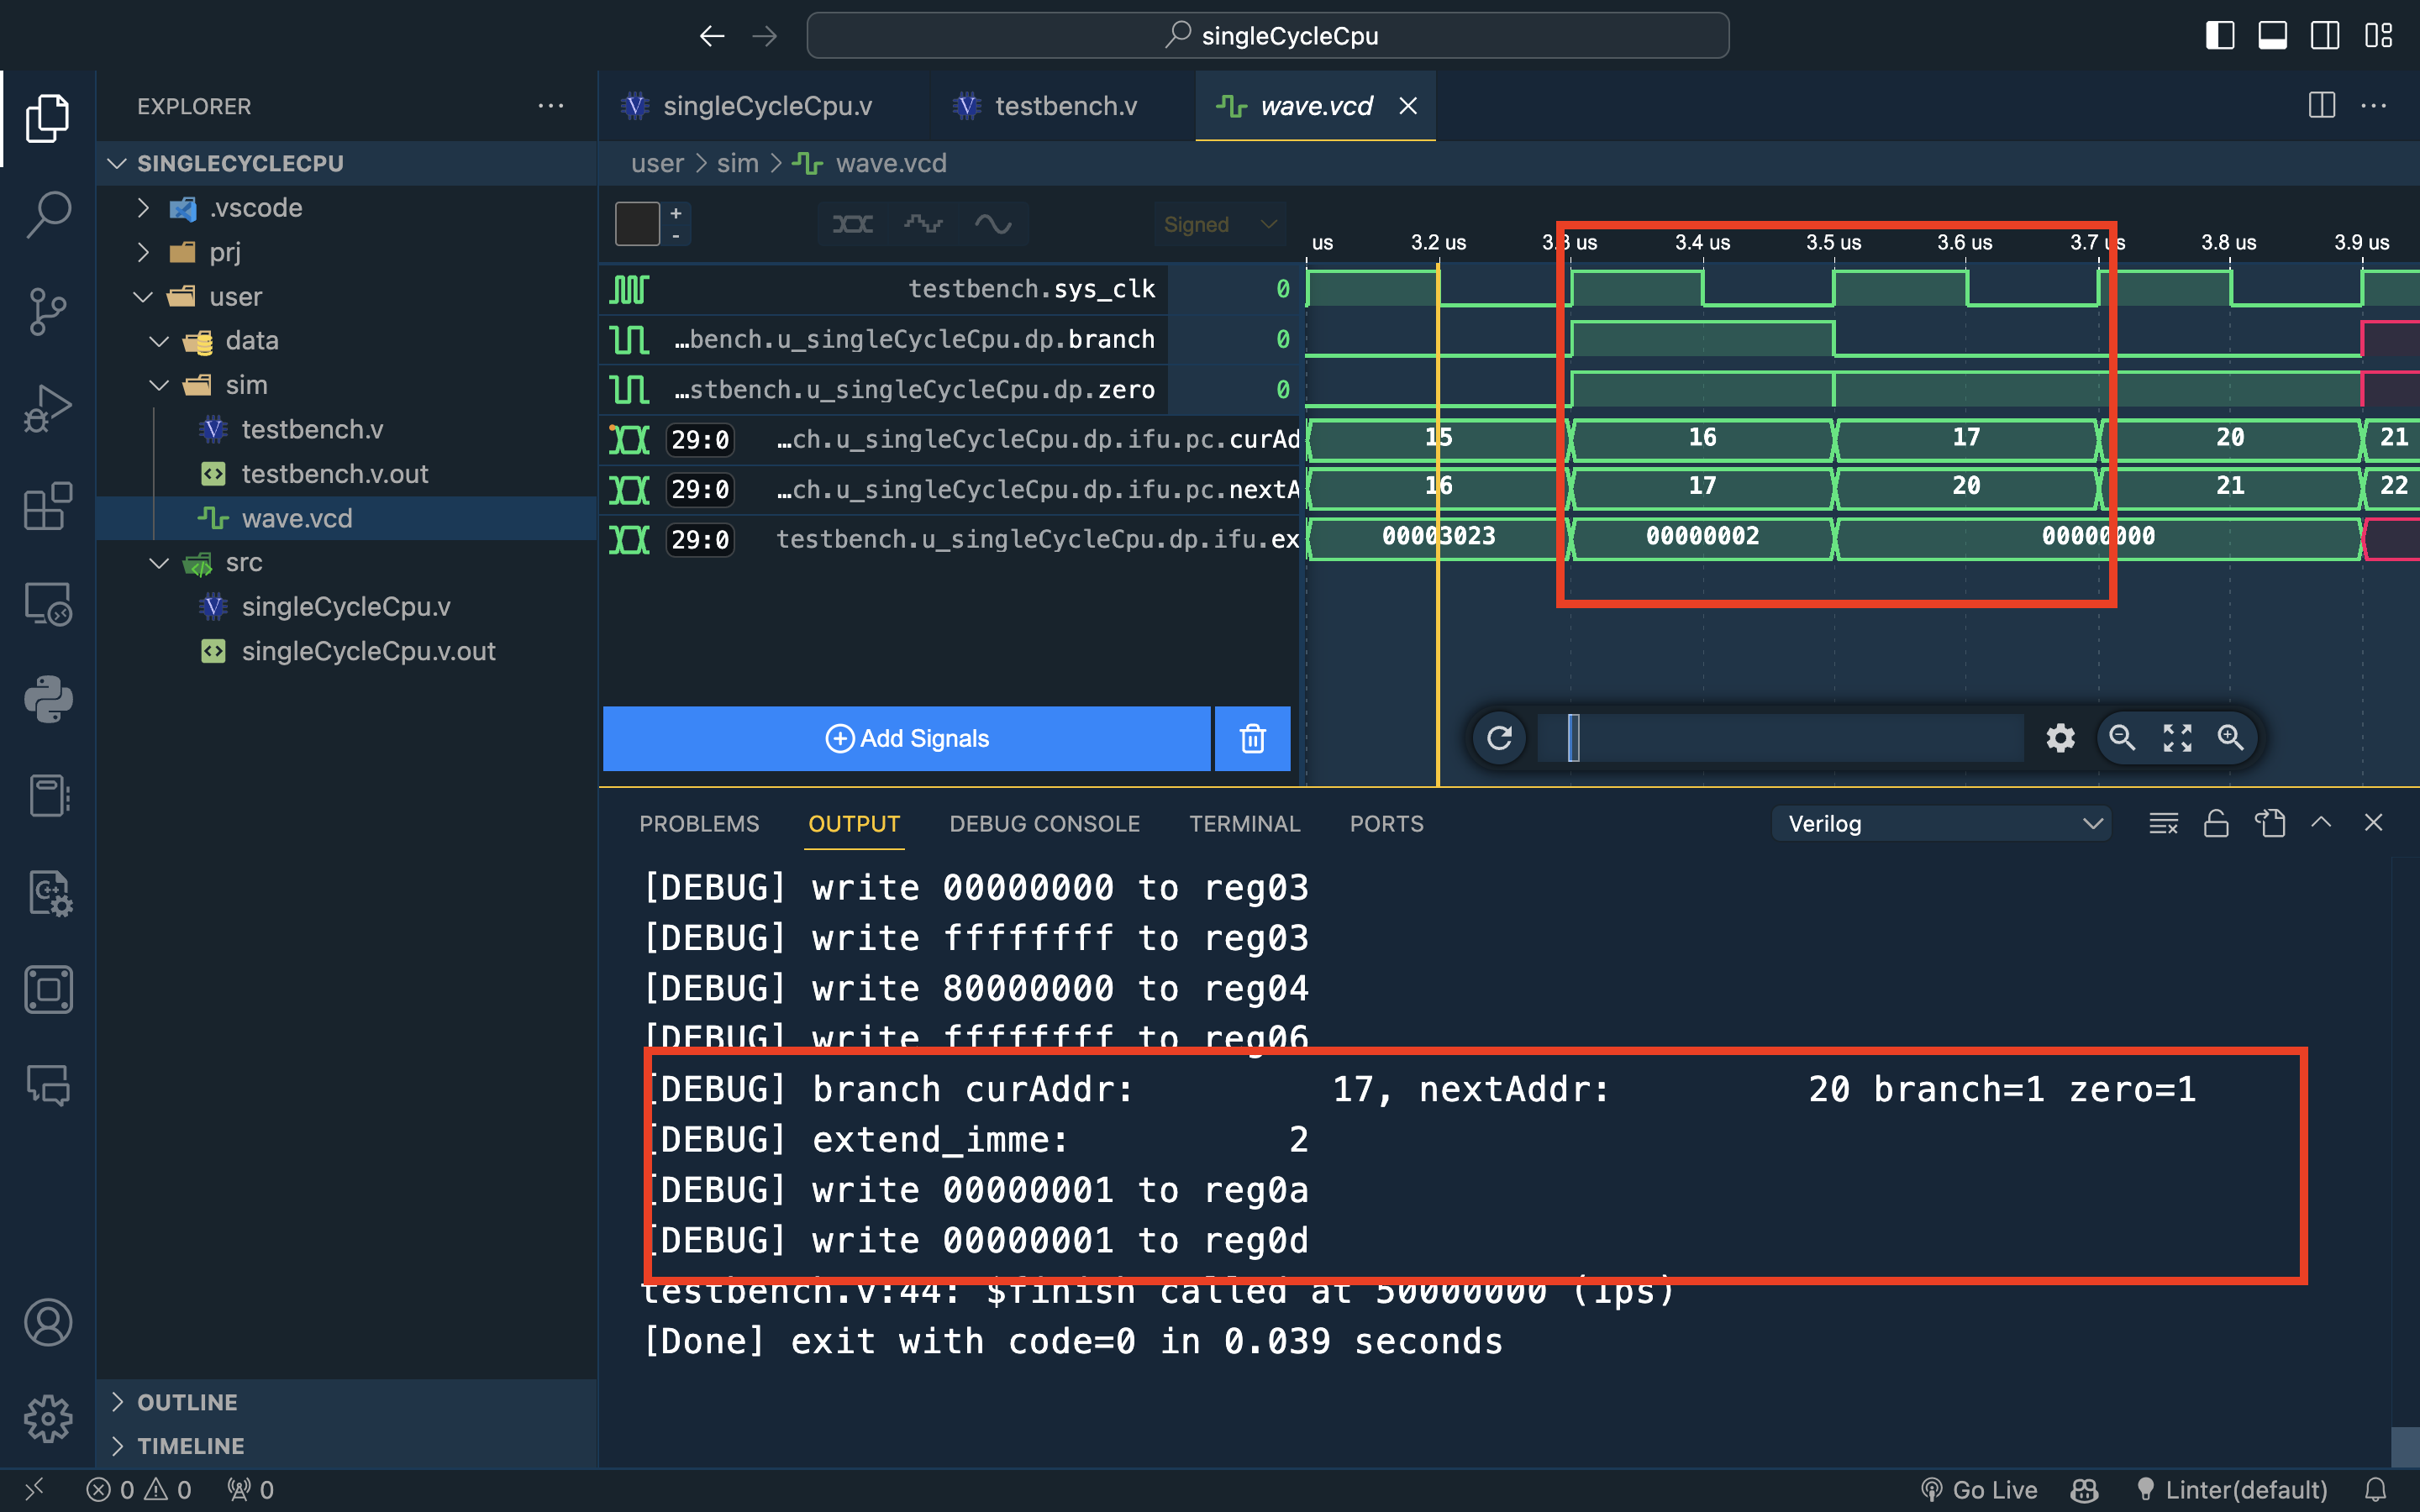 singleCycleCpu
EXPLORER
SINGLECYCLECPU
.vscode
prj
user
data
sim
testbench.v
testbench.v.out
wave.vcd
src
singleCycleCpu.v
singleCycleCpu.v.out
OUTLINE
TIMELINE
singleCycleCpu.v
testbench.v
wave.vcd
user > sim > wave.vcd
+
-
Signed
us 3.2 us 3.3 us 3.4 us 3.5 us 3.6 us 3.7 us 3.8 us 3.9 us
testbench.sys_clk 0
…bench.u_singleCycleCpu.dp.branch 0
…stbench.u_singleCycleCpu.dp.zero 0
29:0 …ch.u_singleCycleCpu.dp.ifu.pc.curAd 15 16 17 20 21
29:0 …ch.u_singleCycleCpu.dp.ifu.pc.nextA 16 17 20 21 22
29:0 testbench.u_singleCycleCpu.dp.ifu.ex 00003023 00000002 00000000
Add Signals
PROBLEMS OUTPUT DEBUG CONSOLE TERMINAL PORTS
Verilog
[DEBUG] write 00000000 to reg03
[DEBUG] write ffffffff to reg03
[DEBUG] write 80000000 to reg04
[DEBUG] write ffffffff to reg06
[DEBUG] branch curAddr: 17, nextAddr: 20 branch=1 zero=1
[DEBUG] extend_imme: 2
[DEBUG] write 00000001 to reg0a
[DEBUG] write 00000001 to reg0d
testbench.v:44: $finish called at 50000000 (1ps)
[Done] exit with code=0 in 0.039 seconds
0 0 0
Go Live
Linter(default)